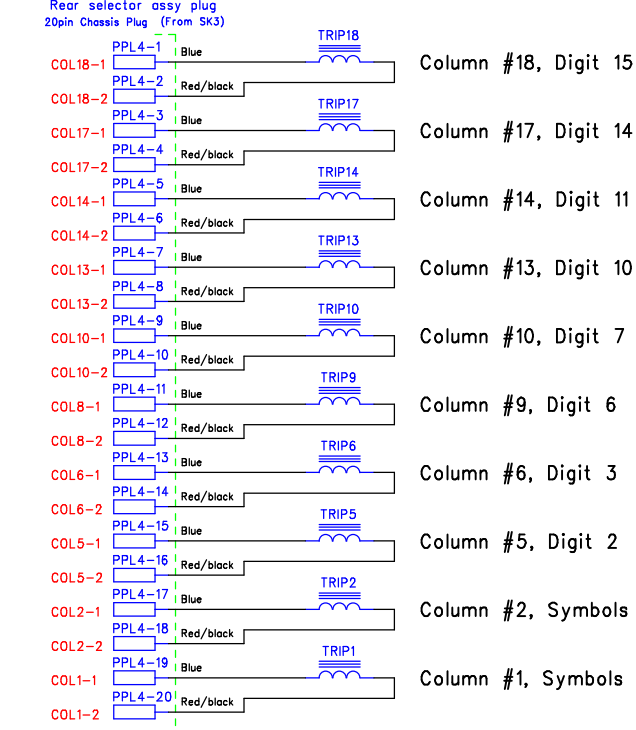 Rear selector assy plug
20pin Chassis Plug (From SK3)
PPL4-1 Blue TRIP18
COL18-1 Column #18, Digit 15
PPL4-2 Red/black
COL18-2
PPL4-3 Blue TRIP17
COL17-1 Column #17, Digit 14
PPL4-4 Red/black
COL17-2
PPL4-5 Blue TRIP14
COL14-1 Column #14, Digit 11
PPL4-6 Red/black
COL14-2
PPL4-7 Blue TRIP13
COL13-1 Column #13, Digit 10
PPL4-8 Red/black
COL13-2
PPL4-9 Blue TRIP10
COL10-1 Column #10, Digit 7
PPL4-10 Red/black
COL10-2
PPL4-11 Blue TRIP9
COL8-1 Column #9, Digit 6
PPL4-12 Red/black
COL8-2
PPL4-13 Blue TRIP6
COL6-1 Column #6, Digit 3
PPL4-14 Red/black
COL6-2
PPL4-15 Blue TRIP5
COL5-1 Column #5, Digit 2
PPL4-16 Red/black
COL5-2
PPL4-17 Blue TRIP2
COL2-1 Column #2, Symbols
PPL4-18 Red/black
COL2-2
PPL4-19 Blue TRIP1
COL1-1 Column #1, Symbols
PPL4-20 Red/black
COL1-2